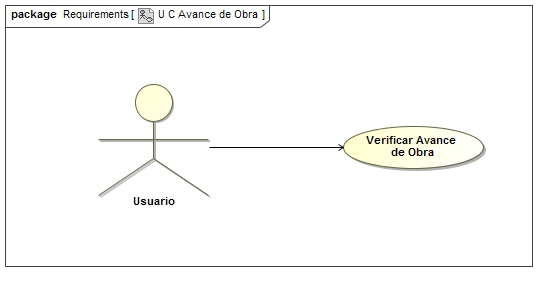 package Requirements [ U C Avance de Obra ]
Verificar Avance
de Obra
Usuario